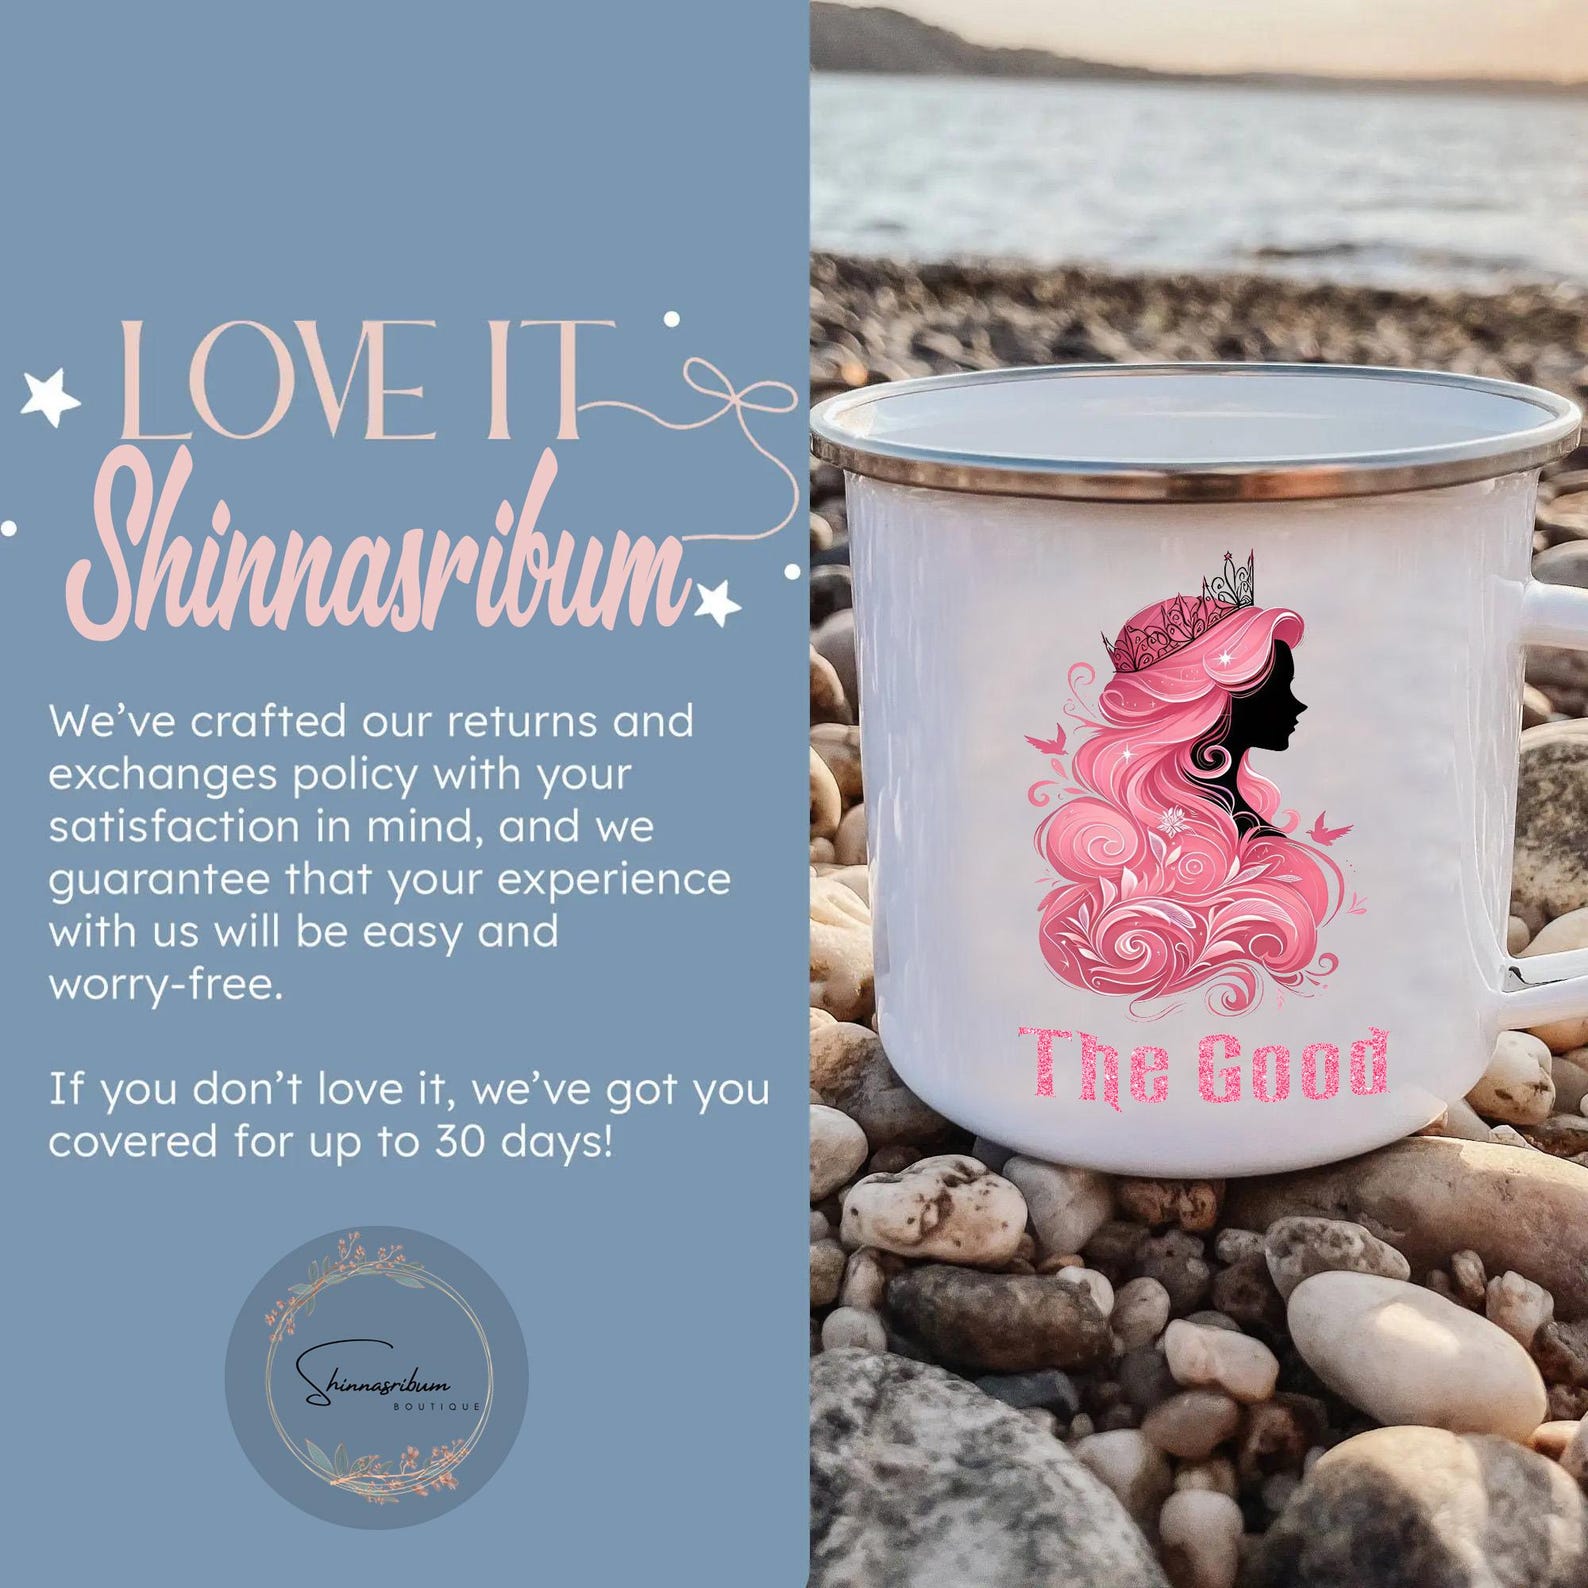 LOVE IT
Shinnasribum
We've crafted our returns and
exchanges policy with your
satisfaction in mind, and we
guarantee that your experience
with us will be easy and
worry-free.
If you don't love it, we've got you
covered for up to 30 days!
Shinnasribum
BOUTIQUE
The Good